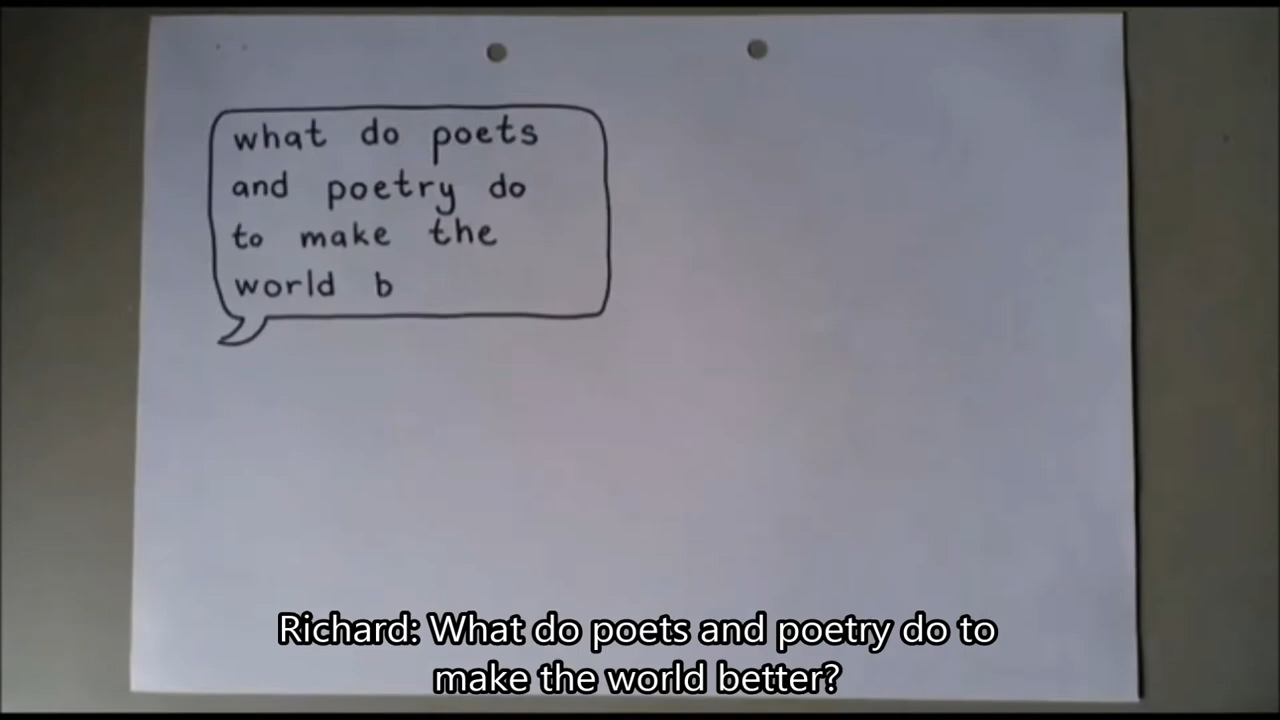 what do poets
and poetry do
to make the
world b
Richard: What do poets and poetry do to
make the world better?